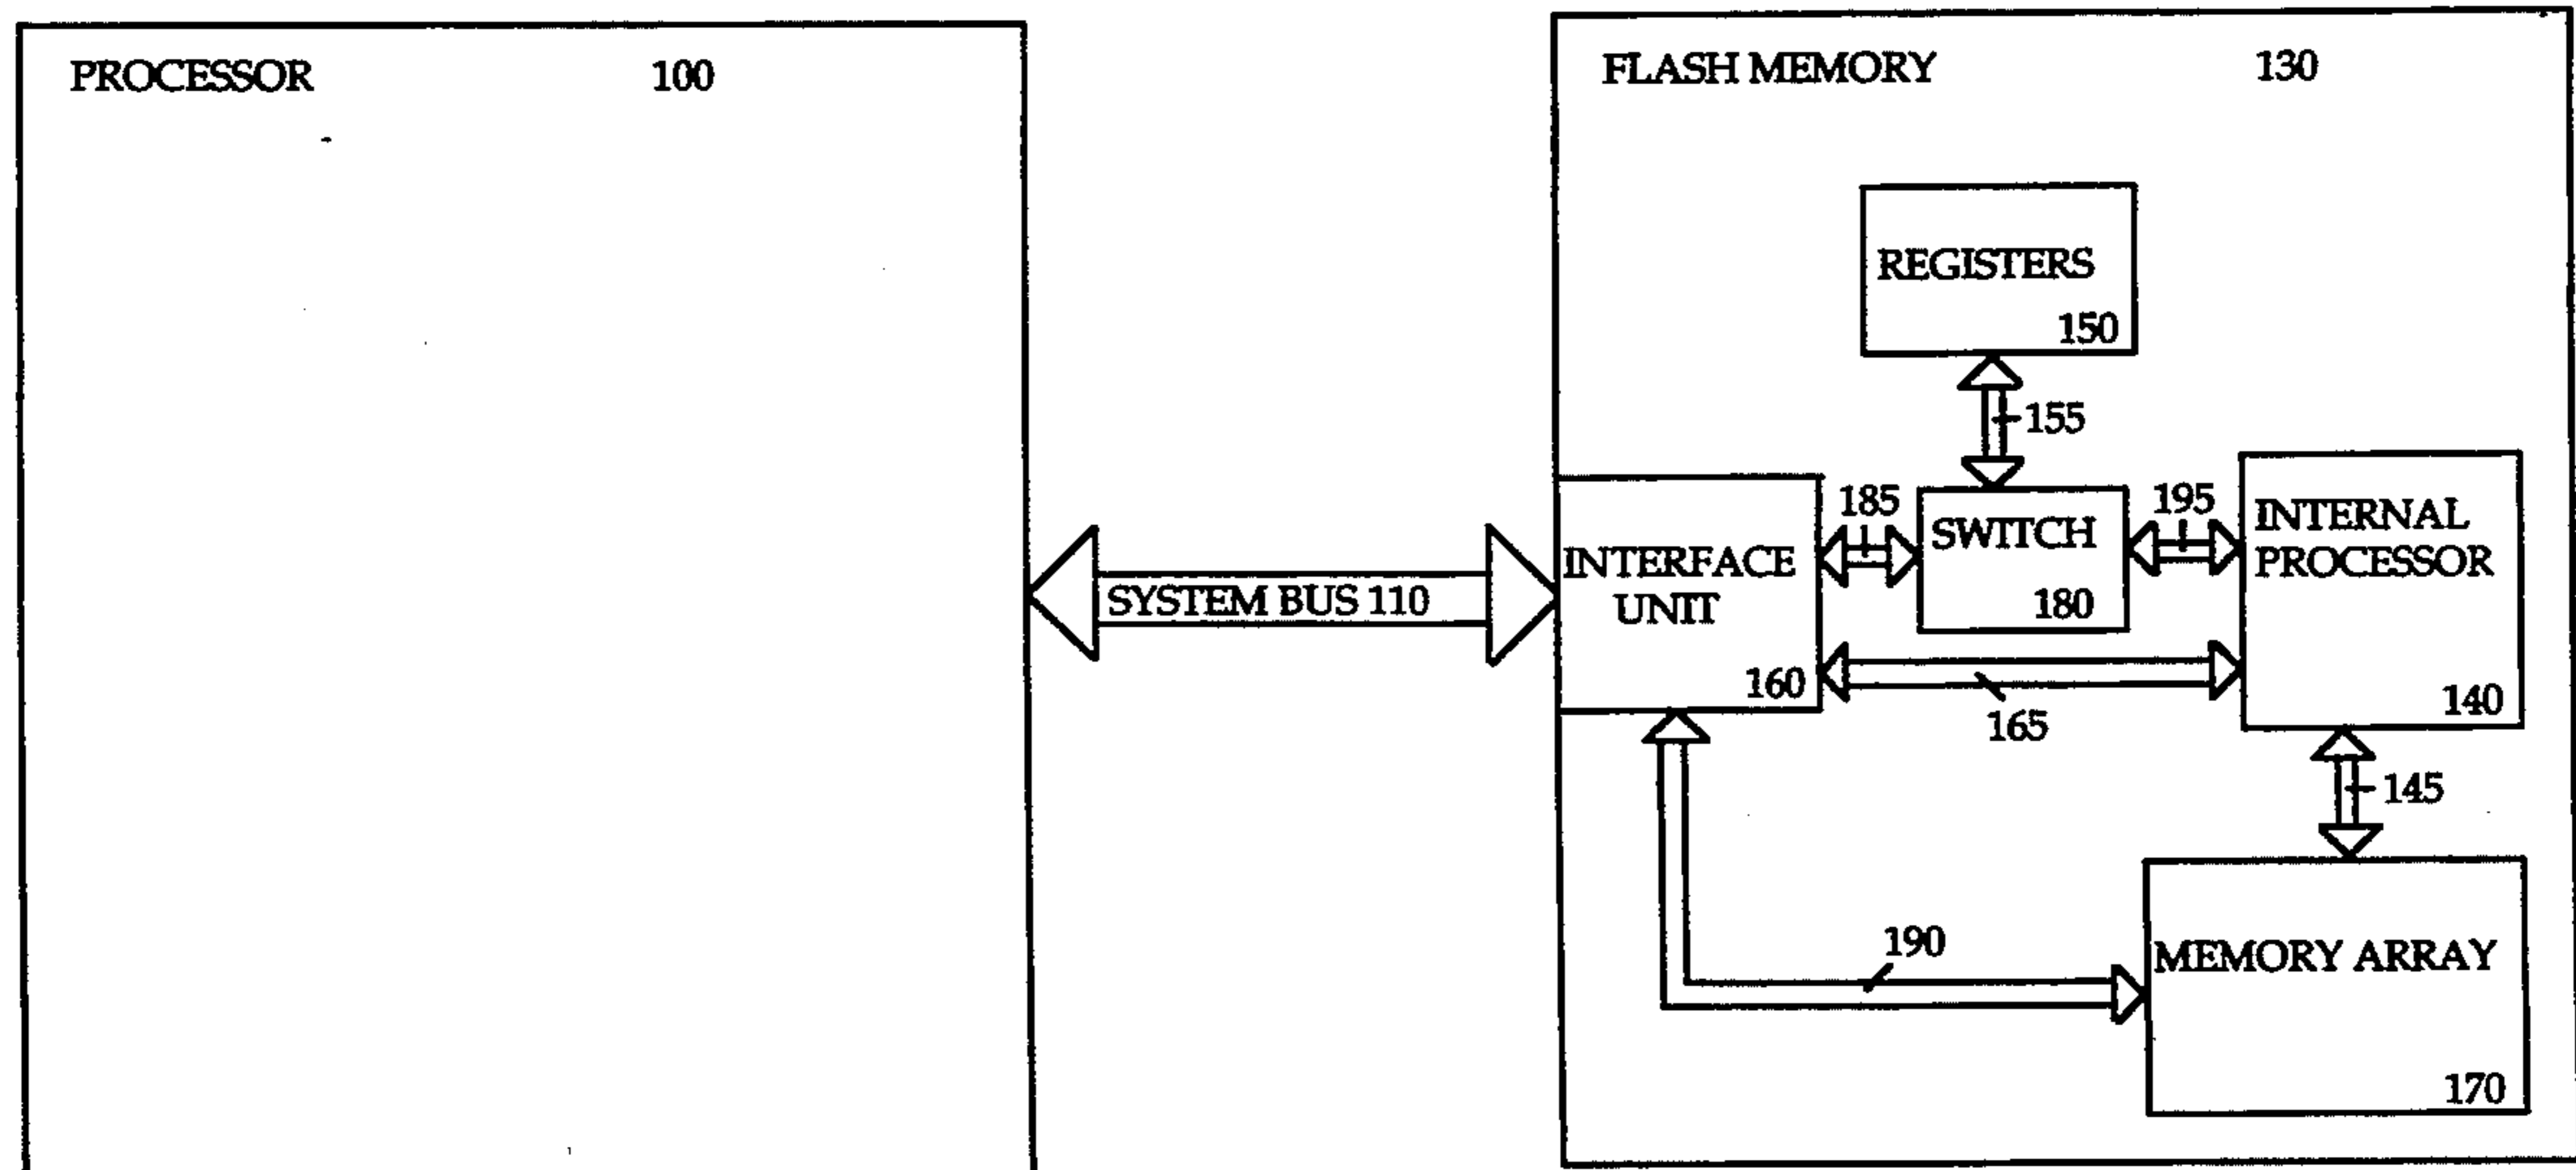 PROCESSOR 100
FLASH MEMORY 130
REGISTERS
150
155
185
195
SWITCH
180
INTERNAL
PROCESSOR
140
INTERFACE
UNIT
160
SYSTEM BUS 110
165
145
190
MEMORY ARRAY
170